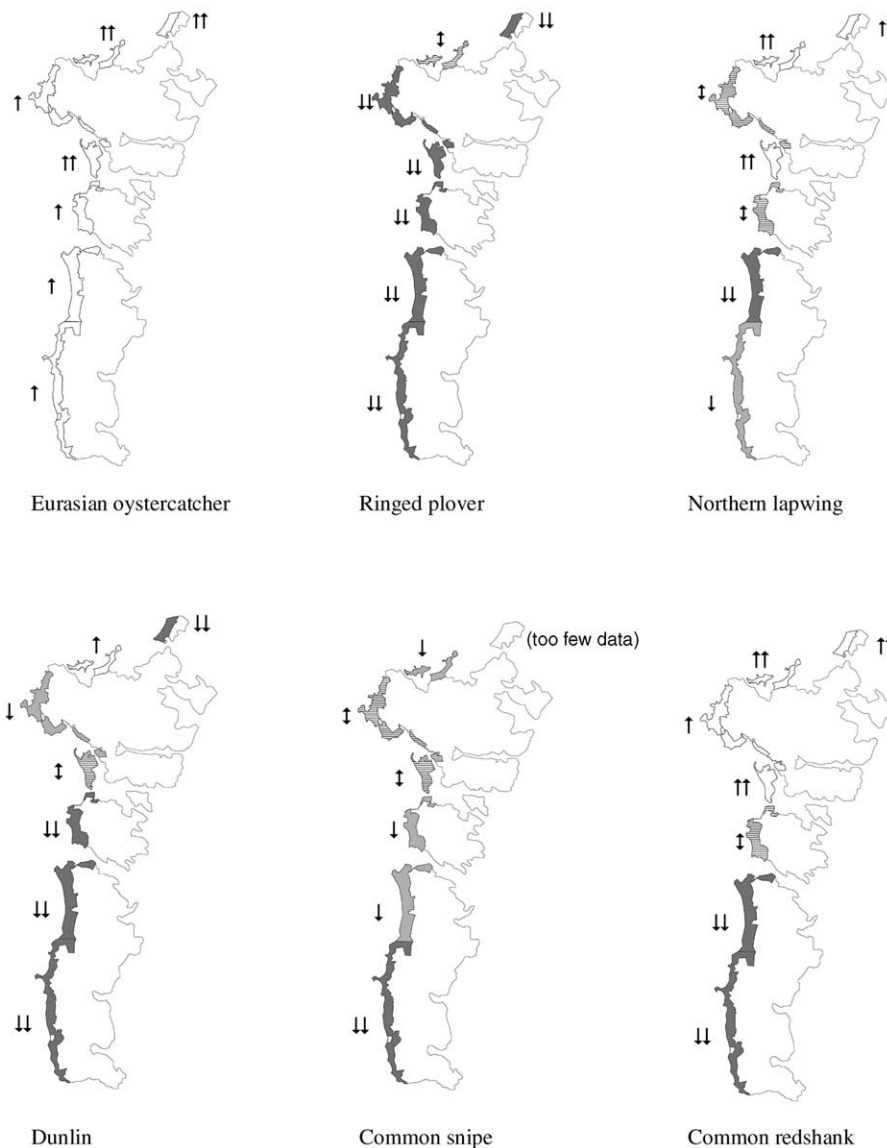 Eurasian oystercatcher
Ringed plover
Northern lapwing
(too few data)
Dunlin
Common snipe
Common redshank